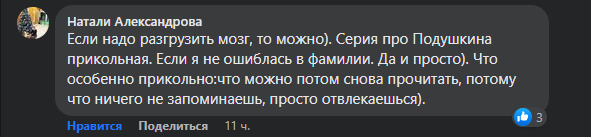 Натали Александрова
Если надо разгрузить мозг, то можно). Серия про Подушкина
прикольная. Если я не ошиблась в фамилии. Да и просто). Что
особенно прикольно:что можно потом снова прочитать, потому
что ничего не запоминаешь, просто отвлекаешься).
3
Нравится Поделиться 11 ч.